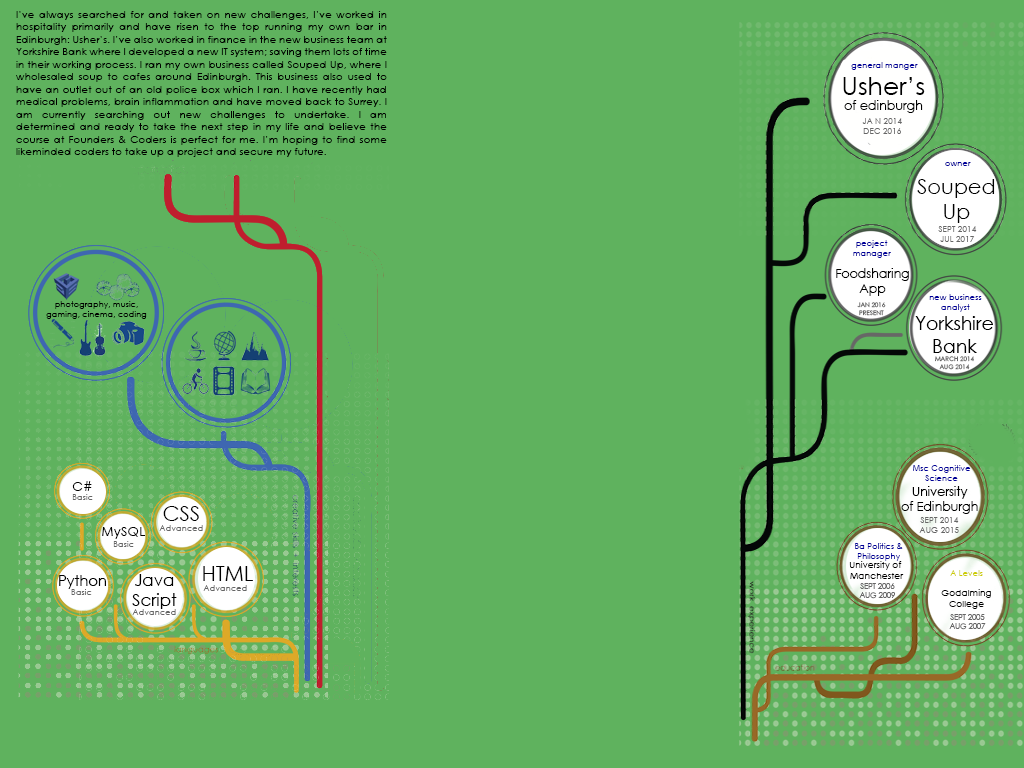 I've always searched for and taken on new challenges, I've worked in
hospitality primarily and have risen to the top running my own bar in
Edinburgh: Usher's. I've also worked in finance in the new business team at
Yorkshire Bank where I developed a new IT system; saving them lots of time
in their working process. I ran my own business called Souped Up, where I
wholesaled soup to cafes around Edinburgh. This business also used to
have an outlet out of an old police box which I ran. I have recently had
medical problems, brain inflammation and have moved back to Surrey. I
am currently searching out new challenges to undertake. I am
determined and ready to take the next step in my life and believe the
course at Founders & Coders is perfect for me. I'm hoping to find some
likeminded coders to take up a project and secure my future.
photography, music,
gaming, cinema, coding
C#
Basic
MySQL
Basic
CSS
Advanced
Python
Basic
Java
Script
Advanced
HTML
Advanced
general manger
Usher's
of edinburgh
JA N 2014
DEC 2016
owner
Souped
Up
SEPT 2014
JUL 2017
peoject
manager
Foodsharing
App
JAN 2016
PRESENT
new business
analyst
Yorkshire
Bank
MARCH 2014
AUG 2014
Msc Cognitive
Science
University
of Edinburgh
SEPT 2014
AUG 2015
Ba Politics &
Philosophy
University of
Manchester
SEPT 2006
AUG 2009
A Levels
Godalming
College
SEPT 2005
AUG 2007
work experience
education